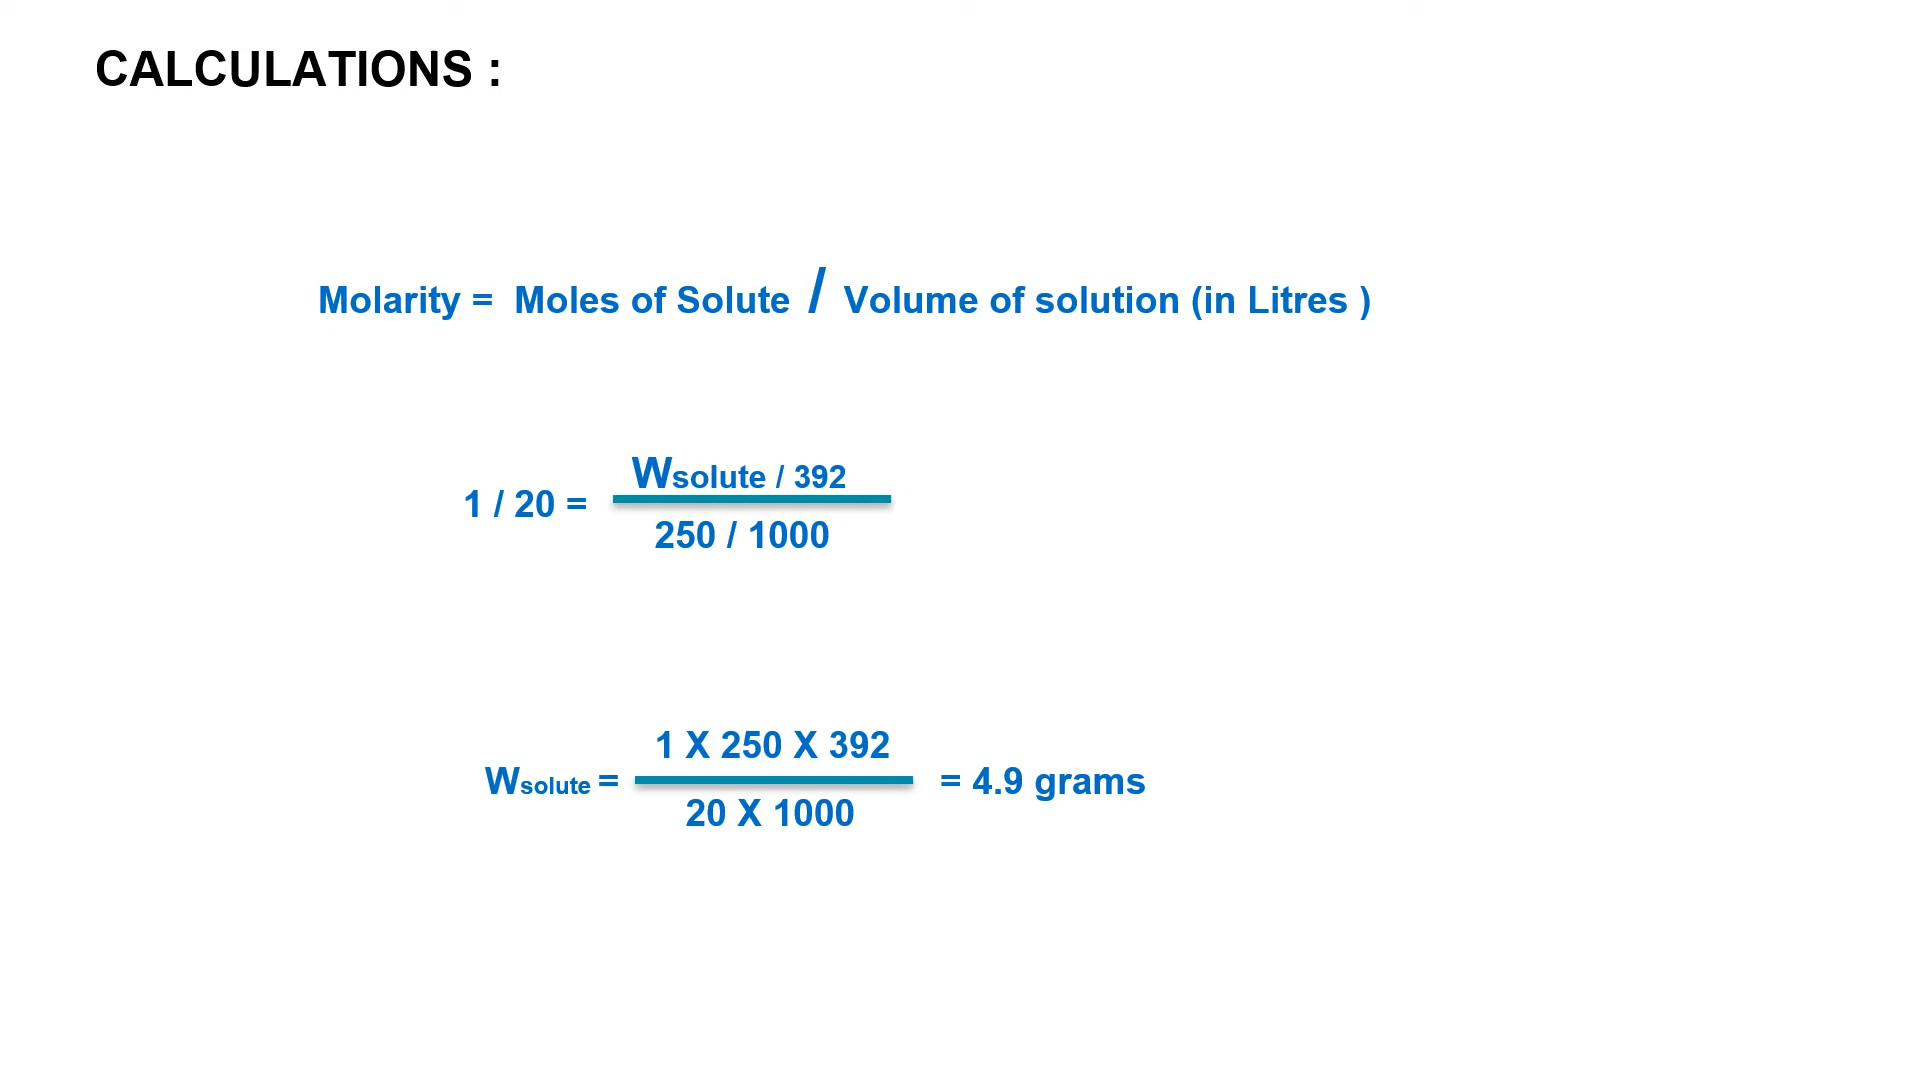 CALCULATIONS :
Molarity = Moles of Solute / Volume of solution (in Litres )
1 / 20 =
Wsolute / 392
250 / 1000
Wsolute =
1 X 250 X 392
20 X 1000
= 4.9 grams